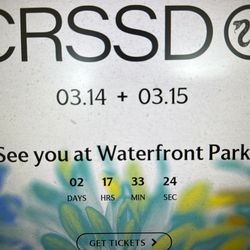 CRSSD
03.14 + 03.15
See you at Waterfront Park
02 17 33 24
DAYS HRS MIN SEC
GET TICKETS